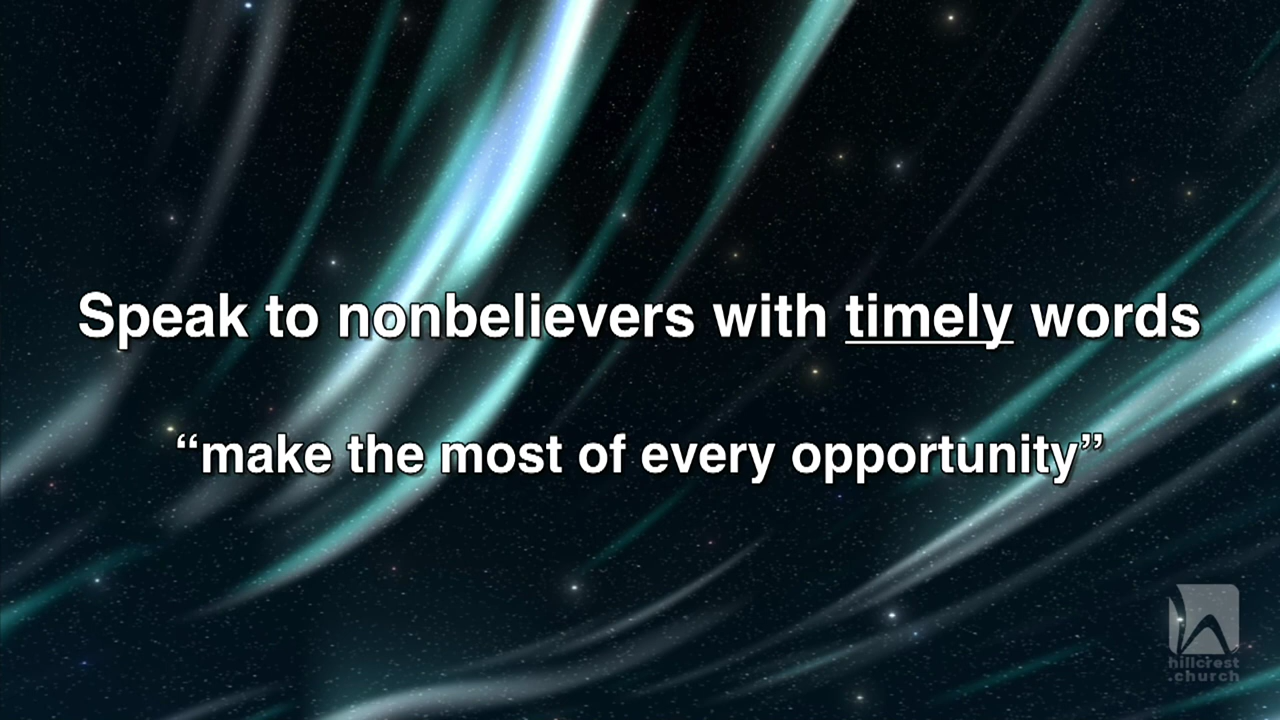 Speak to nonbelievers with timely words
“make the most of every opportunity”
hillcrest
.church